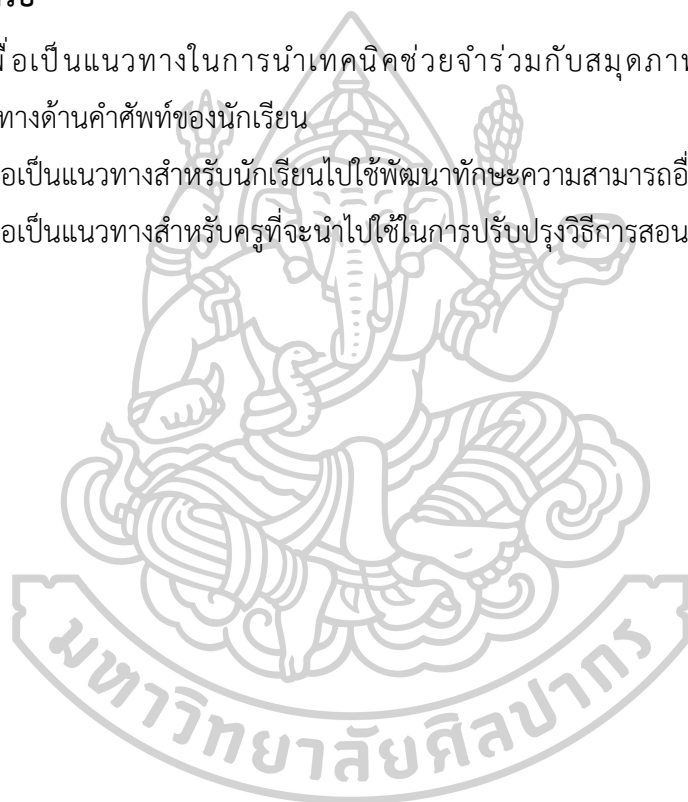 พื่อเป็นแนวทางในการนำเทคนิคช่วยจำร่วมกับสมุดภาพ
ทางด้านคำศัพท์ของนักเรียน
อเป็นแนวทางสำหรับนักเรียนไปใช้พัฒนาทักษะความสามารถอื่
อเป็นแนวทางสำหรับครูที่จะนำไปใช้ในการปรับปรุงวิธีการสอน
มหาวิทยาลัยศิลปากร